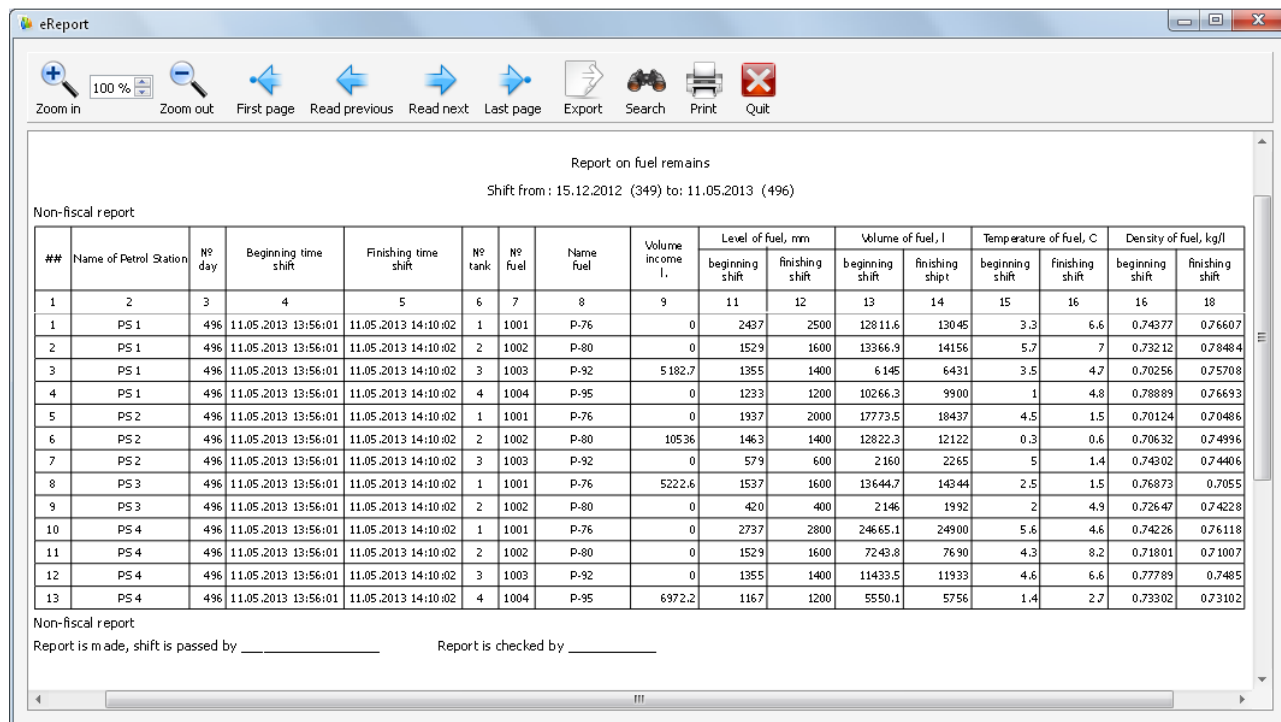 eReport
Zoom in 100 % Zoom out First page Read previous Read next Last page Export Search Print Quit
Report on fuel remains
Shift from : 15.12.2012 (349) to: 11.05.2013 (496)
Non-fiscal report
## Name of Petrol Station Nº day Beginning time shift Finishing time shift Nº tank Nº fuel Name fuel Volume income l. Level of fuel, mm Volume of fuel, l Temperature of fuel, C Density of fuel, kg/l
beginning shift finishing shift beginning shift finishing shipt beginning shift finishing shift beginning shift finishing shift
1 2 3 4 5 6 7 8 9 11 12 13 14 15 16 16 18
1 PS 1 496 11.05.2013 13:56:01 11.05.2013 14:10:02 1 1001 P-76 0 2437 2500 12811.6 13045 3.3 6.6 0.74377 0.76607
2 PS 1 496 11.05.2013 13:56:01 11.05.2013 14:10:02 2 1002 P-80 0 1529 1600 13366.9 14156 5.7 7 0.73212 0.78484
3 PS 1 496 11.05.2013 13:56:01 11.05.2013 14:10:02 3 1003 P-92 5182.7 1355 1400 6145 6431 3.5 4.7 0.70256 0.75708
4 PS 1 496 11.05.2013 13:56:01 11.05.2013 14:10:02 4 1004 P-95 0 1233 1200 10266.3 9900 1 4.8 0.78889 0.76693
5 PS 2 496 11.05.2013 13:56:01 11.05.2013 14:10:02 1 1001 P-76 0 1937 2000 17773.5 18437 4.5 1.5 0.70124 0.70486
6 PS 2 496 11.05.2013 13:56:01 11.05.2013 14:10:02 2 1002 P-80 10536 1463 1400 12822.3 12122 0.3 0.6 0.70632 0.74996
7 PS 2 496 11.05.2013 13:56:01 11.05.2013 14:10:02 3 1003 P-92 0 579 600 2160 2265 5 1.4 0.74302 0.74406
8 PS 3 496 11.05.2013 13:56:01 11.05.2013 14:10:02 1 1001 P-76 5222.6 1537 1600 13644.7 14344 2.5 1.5 0.76873 0.7055
9 PS 3 496 11.05.2013 13:56:01 11.05.2013 14:10:02 2 1002 P-80 0 420 400 2146 1992 2 4.9 0.72647 0.74228
10 PS 4 496 11.05.2013 13:56:01 11.05.2013 14:10:02 1 1001 P-76 0 2737 2800 24665.1 24900 5.6 4.6 0.74226 0.76118
11 PS 4 496 11.05.2013 13:56:01 11.05.2013 14:10:02 2 1002 P-80 0 1529 1600 7243.8 7690 4.3 8.2 0.71801 0.71007
12 PS 4 496 11.05.2013 13:56:01 11.05.2013 14:10:02 3 1003 P-92 0 1355 1400 11433.5 11933 4.6 6.6 0.77789 0.7485
13 PS 4 496 11.05.2013 13:56:01 11.05.2013 14:10:02 4 1004 P-95 6972.2 1167 1200 5550.1 5756 1.4 2.7 0.73302 0.73102
Non-fiscal report
Report is made, shift is passed by ___________________ Report is checked by ____________